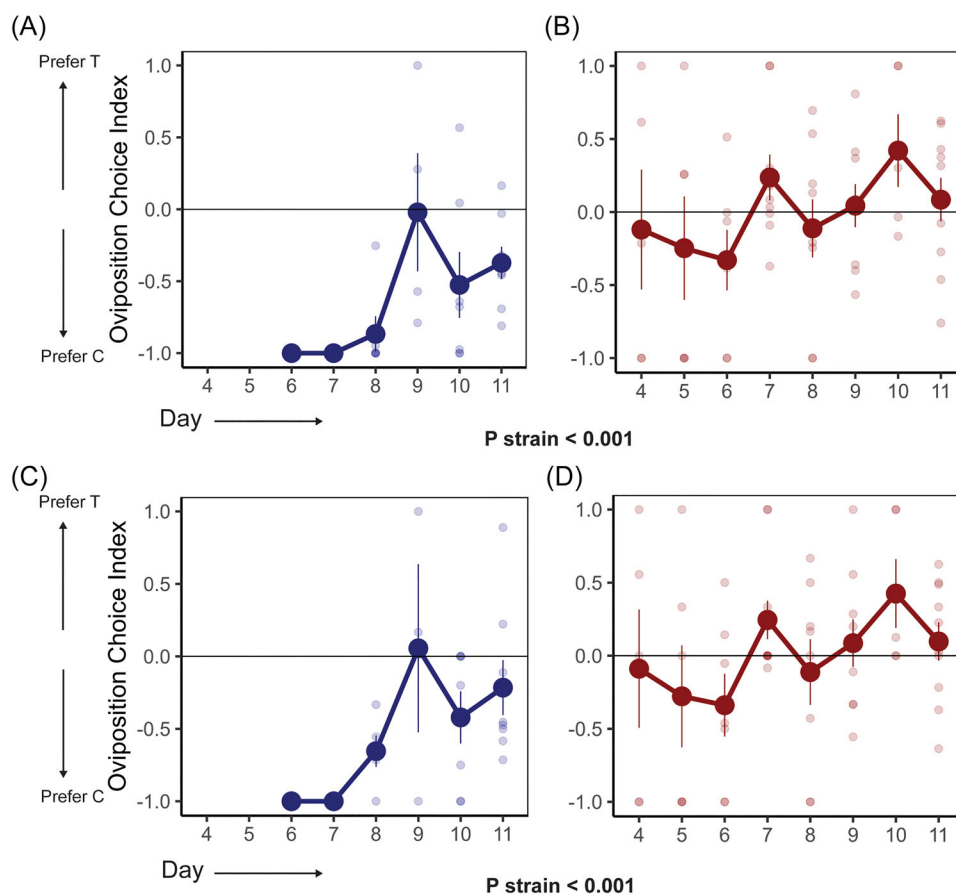 (A)
Prefer T
Prefer C
Oviposition Choice Index
1.0
0.5
0.0
-0.5
-1.0
4 5 6 7 8 9 10 11
Day
(B)
1.0
0.5
0.0
-0.5
-1.0
4 5 6 7 8 9 10 11
P strain < 0.001
(C)
Prefer T
Prefer C
Oviposition Choice Index
1.0
0.5
0.0
-0.5
-1.0
4 5 6 7 8 9 10 11
Day
(D)
1.0
0.5
0.0
-0.5
-1.0
4 5 6 7 8 9 10 11
P strain < 0.001